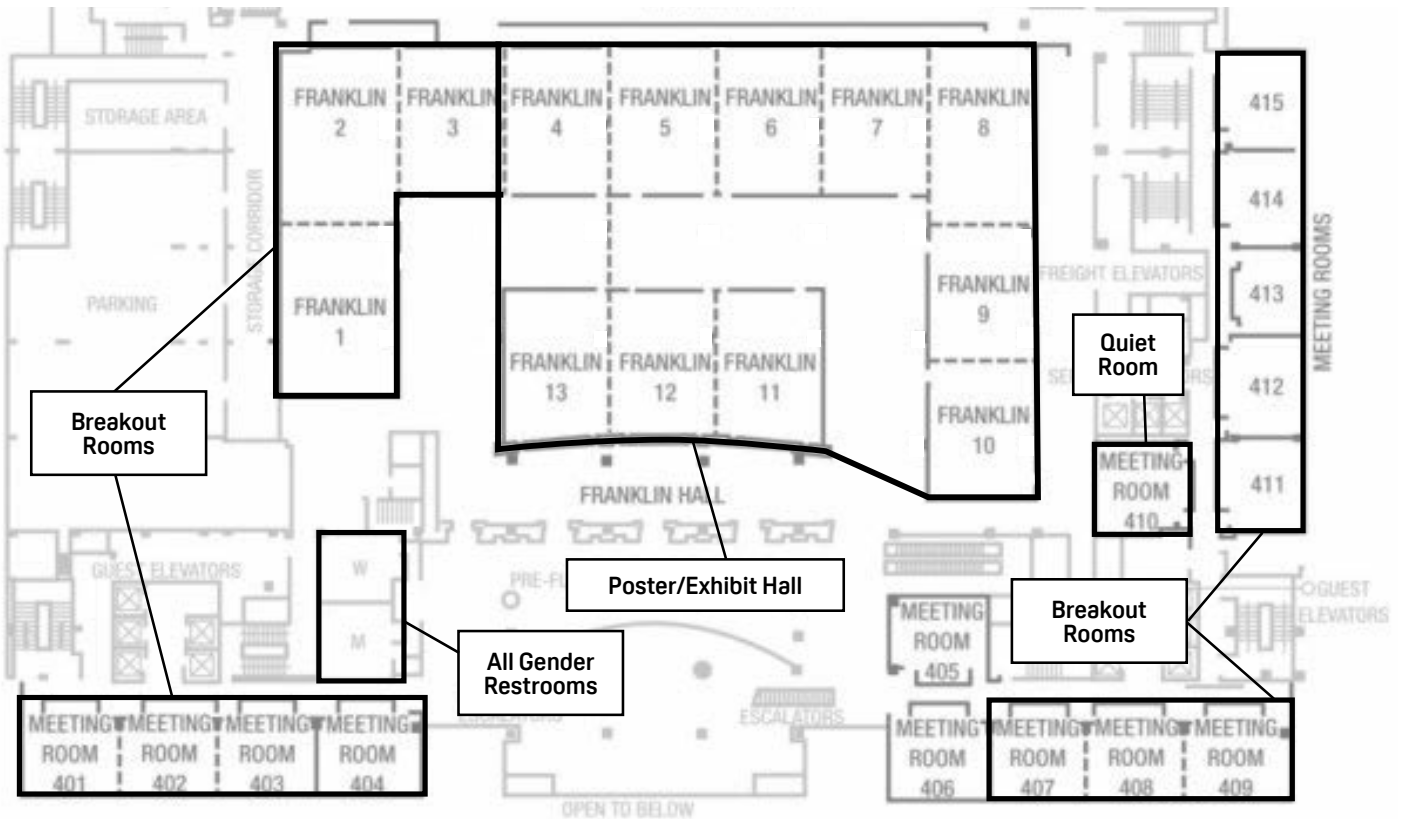 STORAGE AREA
FRANKLIN
2
FRANKLIN
3
FRANKLIN
4
FRANKLIN
5
FRANKLIN
6
FRANKLIN
7
FRANKLIN
8
415
414
413
412
411
MEETING ROOMS
STORAGE CORRIDOR
PARKING
FRANKLIN
1
FRANKLIN
13
FRANKLIN
12
FRANKLIN
11
FRANKLIN
9
FRANKLIN
10
FREIGHT ELEVATORS
Quiet
Room
MEETING
ROOM
410
Breakout
Rooms
FRANKLIN HALL
GUEST ELEVATORS
W
M
Poster/Exhibit Hall
All Gender
Restrooms
MEETING
ROOM
405
Breakout
Rooms
GUEST
ELEVATORS
ESCALATORS
MEETING
ROOM
401
MEETING
ROOM
402
MEETING
ROOM
403
MEETING
ROOM
404
MEETING
ROOM
406
MEETING
ROOM
407
MEETING
ROOM
408
MEETING
ROOM
409
OPEN TO BELOW